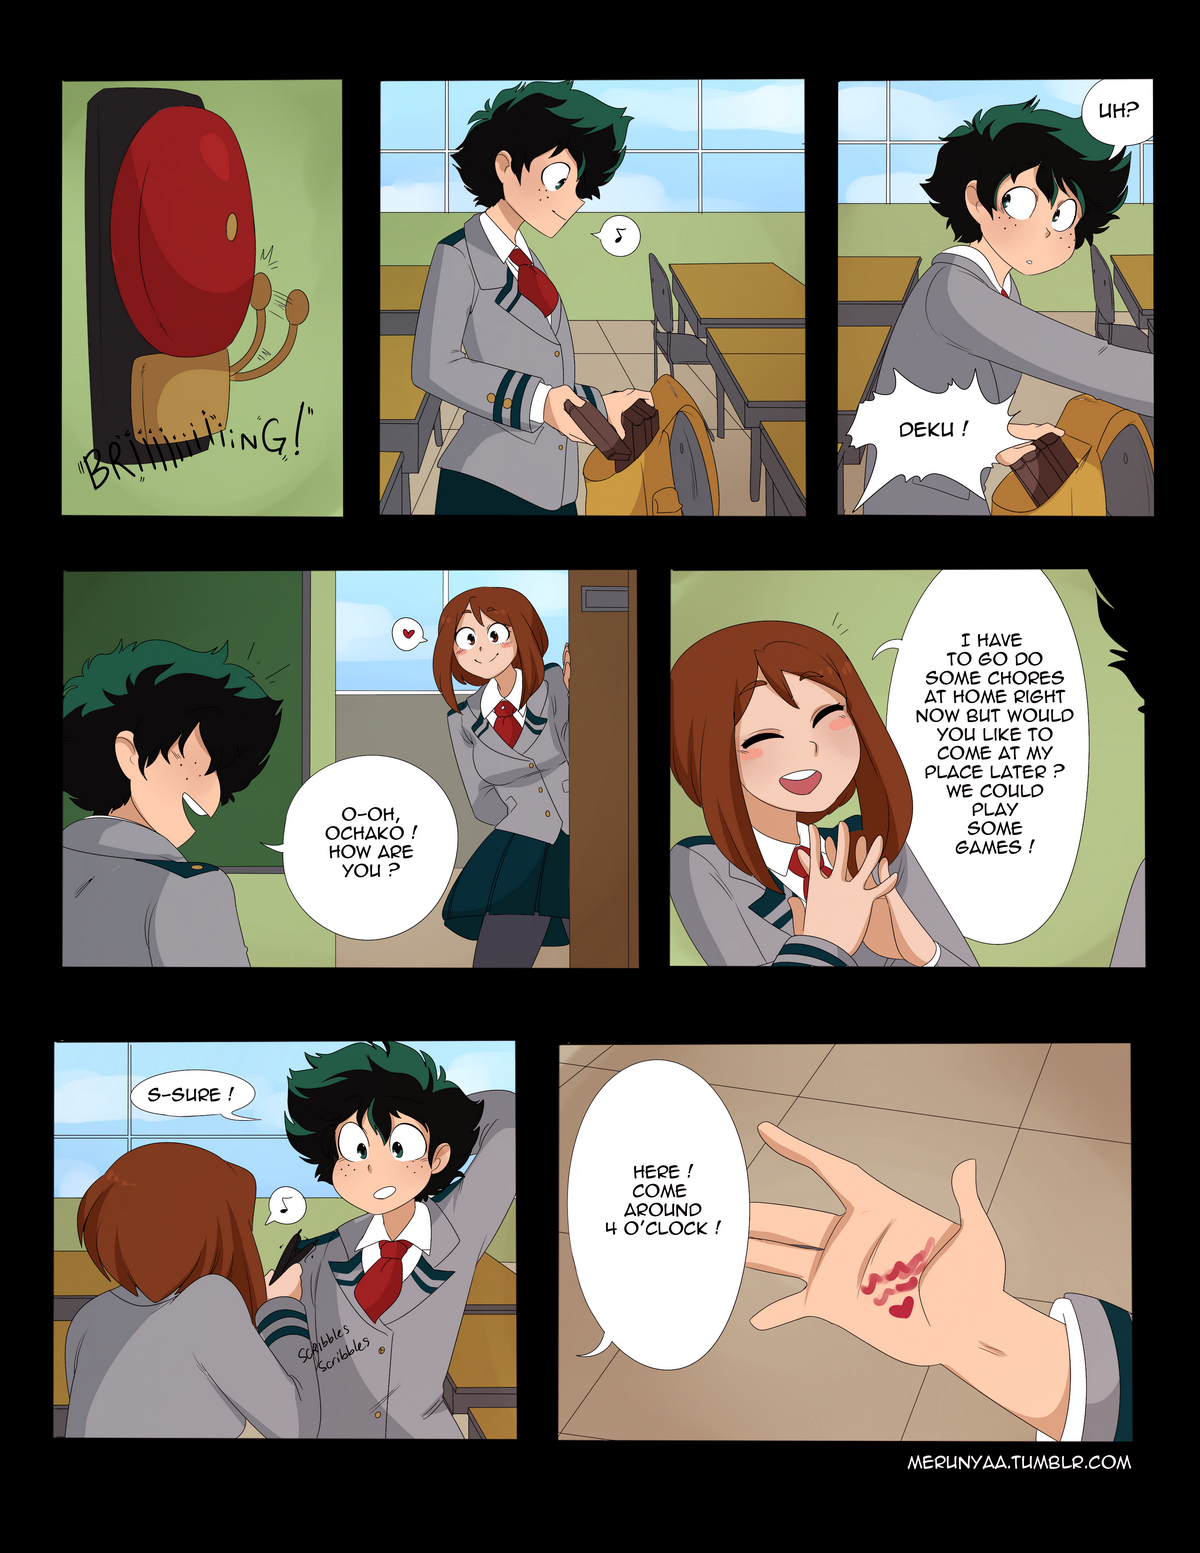 "BRIIIIIIIIIIING!"
UH?
DEKU !
O-OH,
OCHAKO !
HOW ARE
YOU ?
I HAVE
TO GO DO
SOME CHORES
AT HOME RIGHT
NOW BUT WOULD
YOU LIKE TO
COME AT MY
PLACE LATER ?
WE COULD
PLAY
SOME
GAMES !
S-SURE !
Scribbles
Scribbles
HERE !
COME
AROUND
4 O'CLOCK !
MERUNYAA.TUMBLR.COM